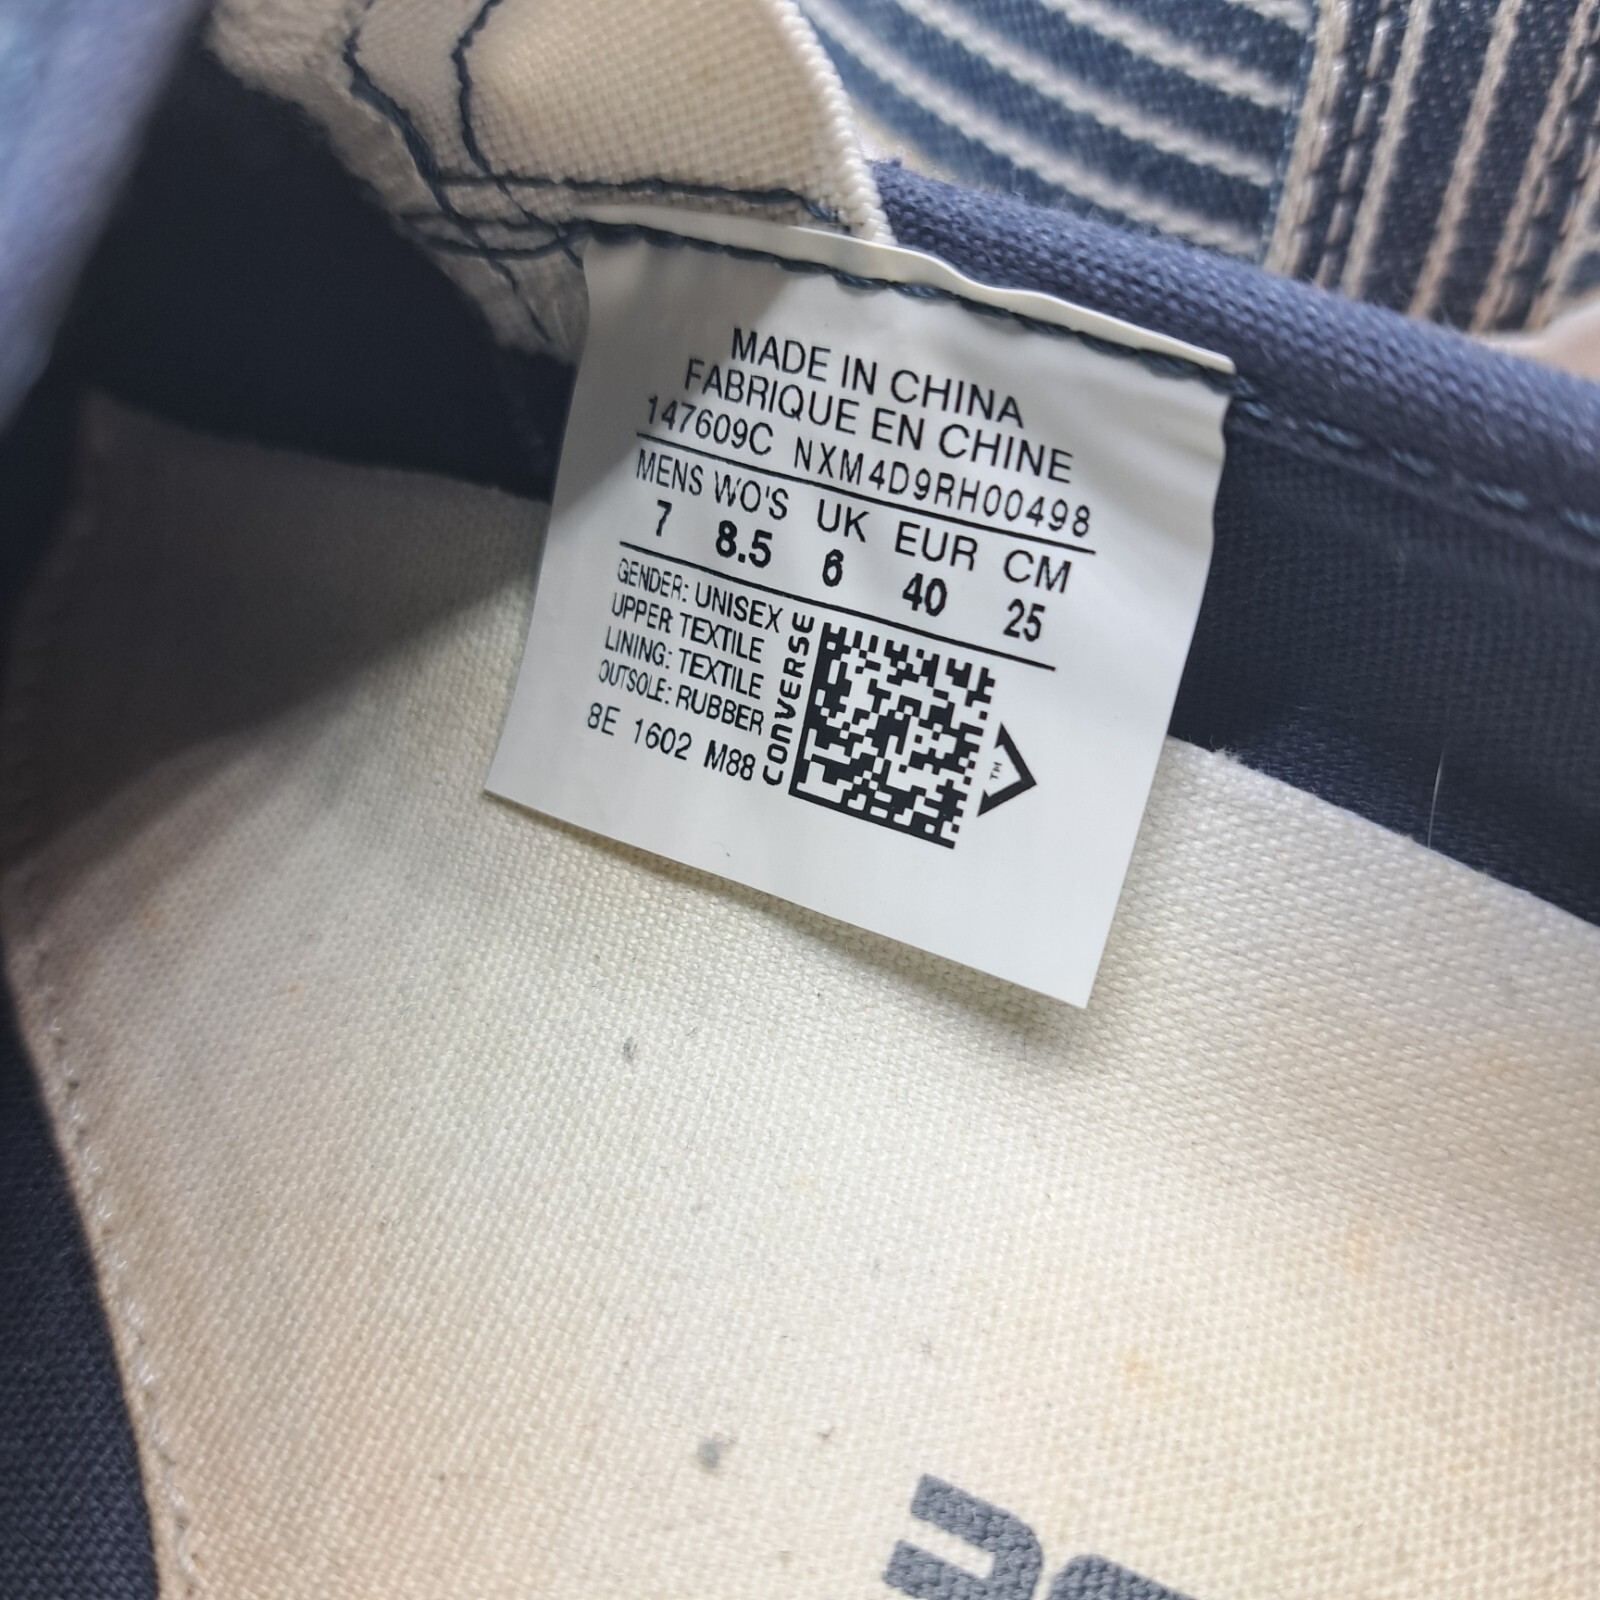 MADE IN CHINA
FABRIQUE EN CHINE
147609C NXM4D9RH00498
MENS WO'S UK EUR CM
7 8.5 6 40 25
GENDER: UNISEX
UPPER TEXTILE
LINING: TEXTILE
OUTSOLE: RUBBER
8E 1602 M88
CONVERSE
TM